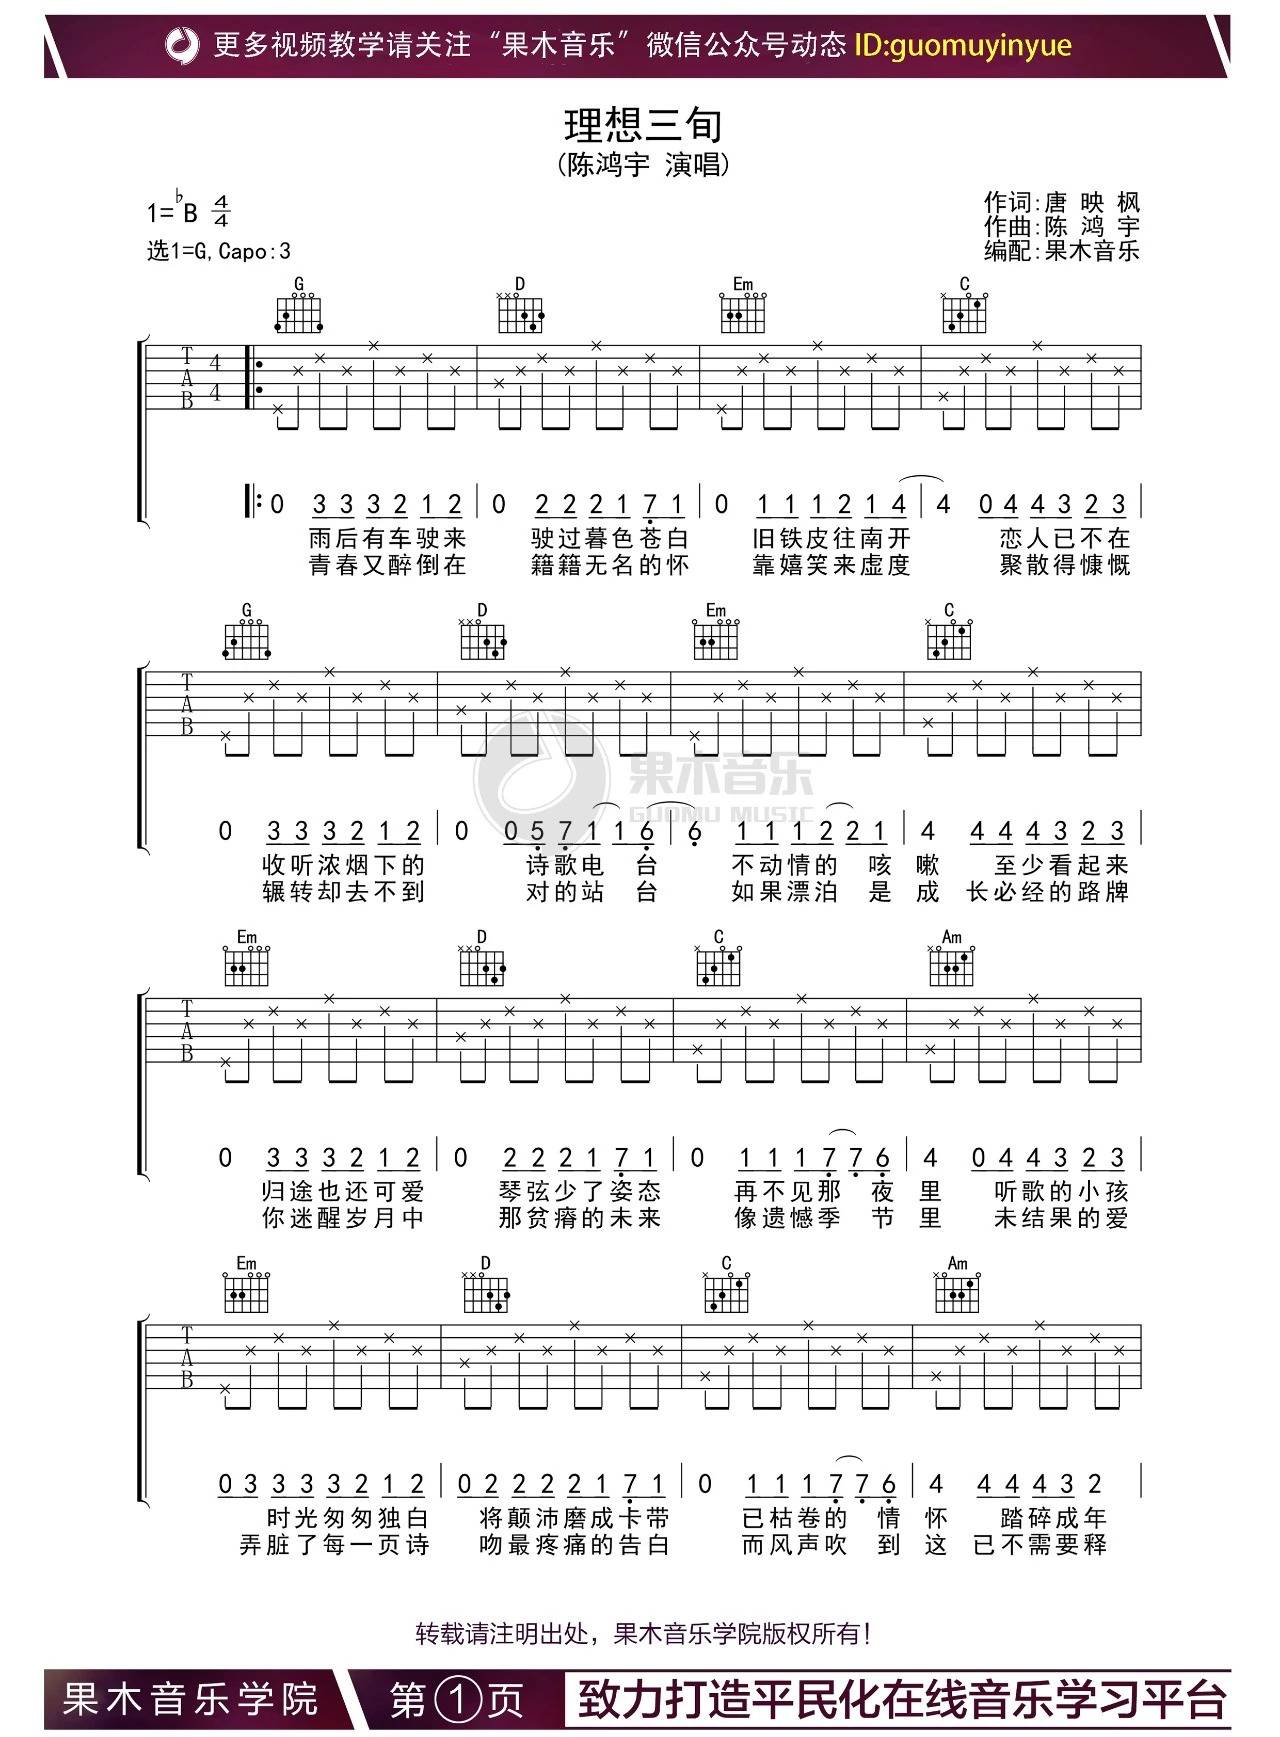 更多视频教学请关注“果木音乐”微信公众号动态 ID:guomuyinyue
理想三旬
(陈鸿宇 演唱)
1=♭B 4/4
选1=G,Capo:3
作词:唐映枫
作曲:陈鸿宇
编配:果木音乐
G D Em C
T A B 4/4
0 3 3 3 2 1 2 | 0 2 2 2 1 7 1 | 0 1 1 1 2 1 4 | 4 0 4 4 3 2 3
雨后有车驶来 驶过暮色苍白 旧铁皮往南开 恋人已不在
青春又醉倒在 籍籍无名的怀 靠嬉笑来虚度 聚散得慷慨
G D Em C
T A B
果木音乐
GUOMU MUSIC
0 3 3 3 2 1 2 | 0 0 5 7 1 1 6 | 6 1 1 1 2 2 1 | 4 4 4 4 3 2 3
收听浓烟下的 诗歌电台 不动情的咳嗽 至少看起来
辗转却去不到 对的站台 如果漂泊是成长必经的路牌
Em D C Am
T A B
0 3 3 3 2 1 2 | 0 2 2 2 1 7 1 | 0 1 1 1 7 7 6 | 4 0 4 4 3 2 3
归途也还可爱 琴弦少了姿态 再不见那夜里 听歌的小孩
你迷醒岁月中 那贫瘠的未来 像遗憾季节里 未结果的爱
Em D C Am
T A B
0 3 3 3 3 2 1 2 | 0 2 2 2 2 1 7 1 | 0 1 1 1 7 7 6 | 4 4 4 4 3 2
时光匆匆独白 将颠沛磨成卡带 已枯卷的情怀 踏碎成年
弄脏了每一页诗 吻最疼痛的告白 而风声吹到这 已不需要释
转载请注明出处，果木音乐学院版权所有!
果木音乐学院 第①页 致力打造平民化在线音乐学习平台